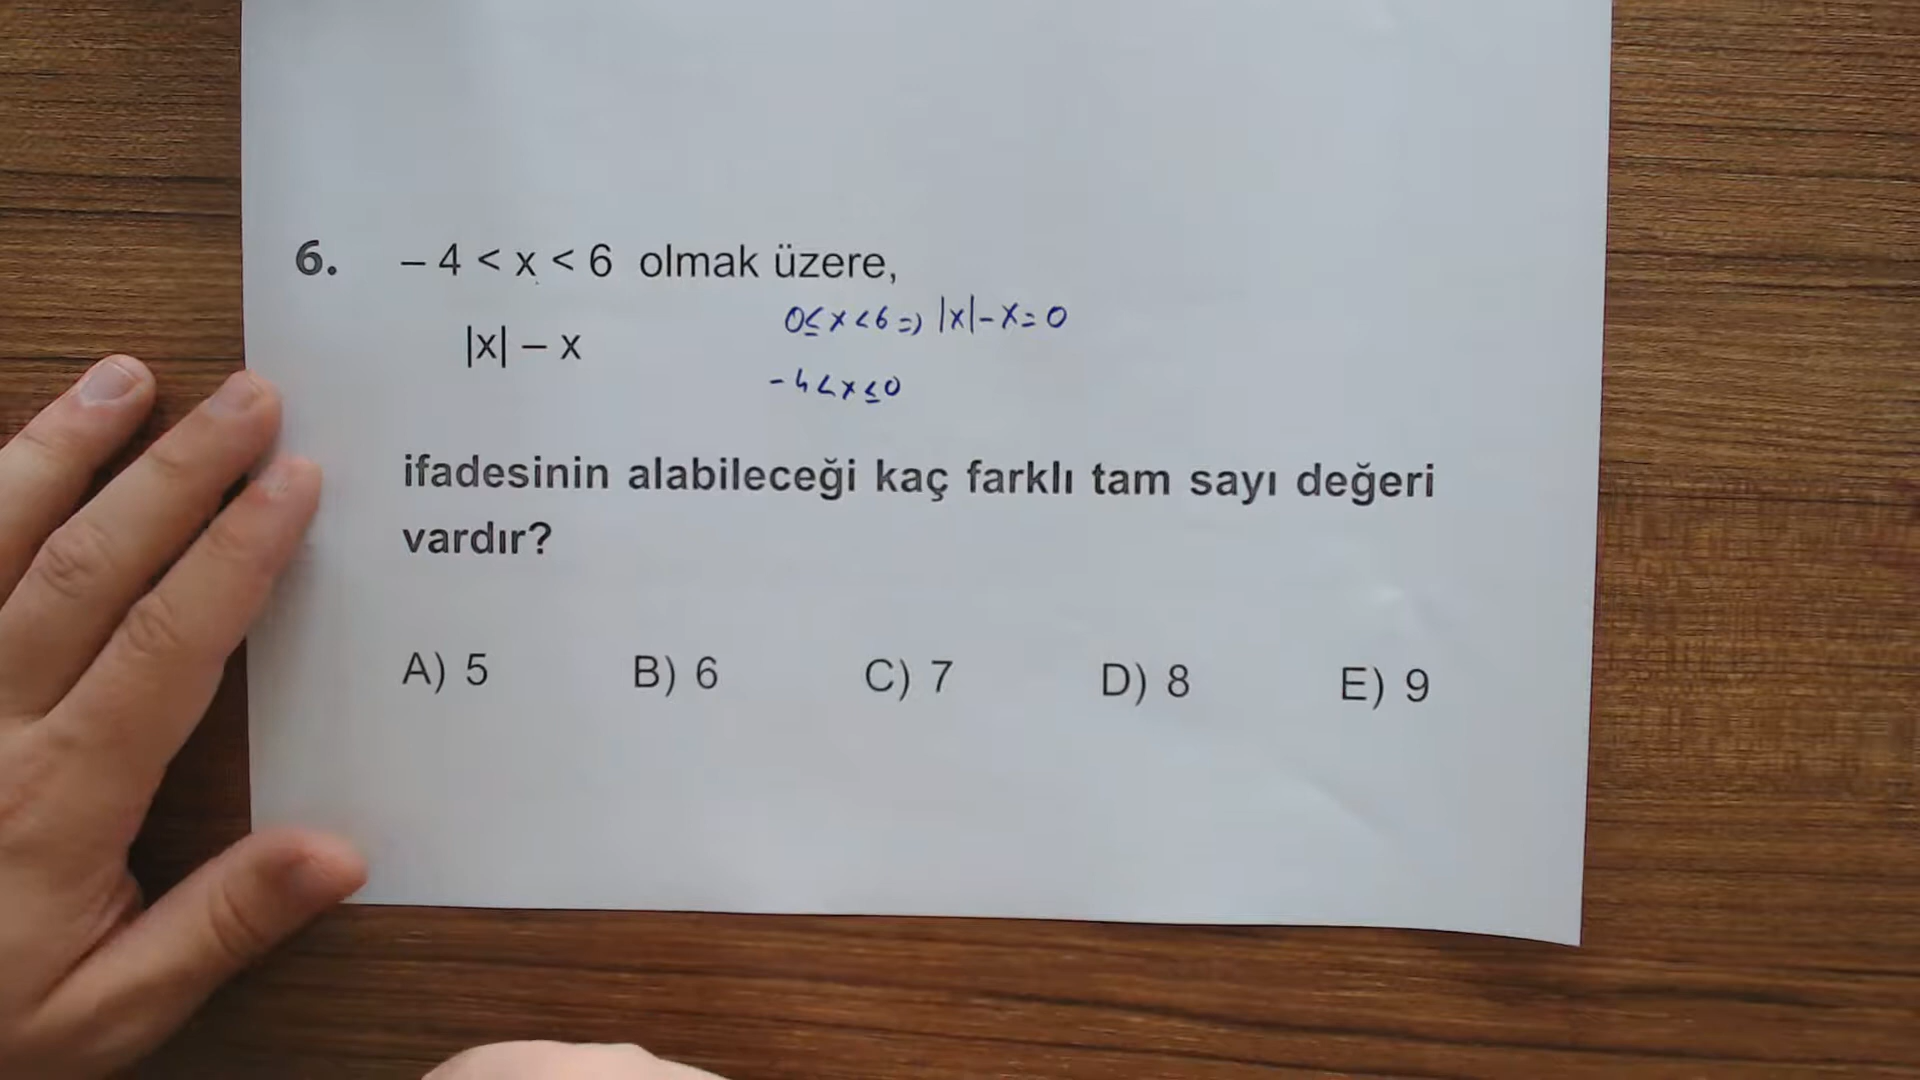 6. – 4 < x < 6 olmak üzere,
0≤x<6 => |x|-x=0
|x| – x
-4<x≤0
ifadesinin alabileceği kaç farklı tam sayı değeri
vardır?
A) 5 B) 6 C) 7 D) 8 E) 9